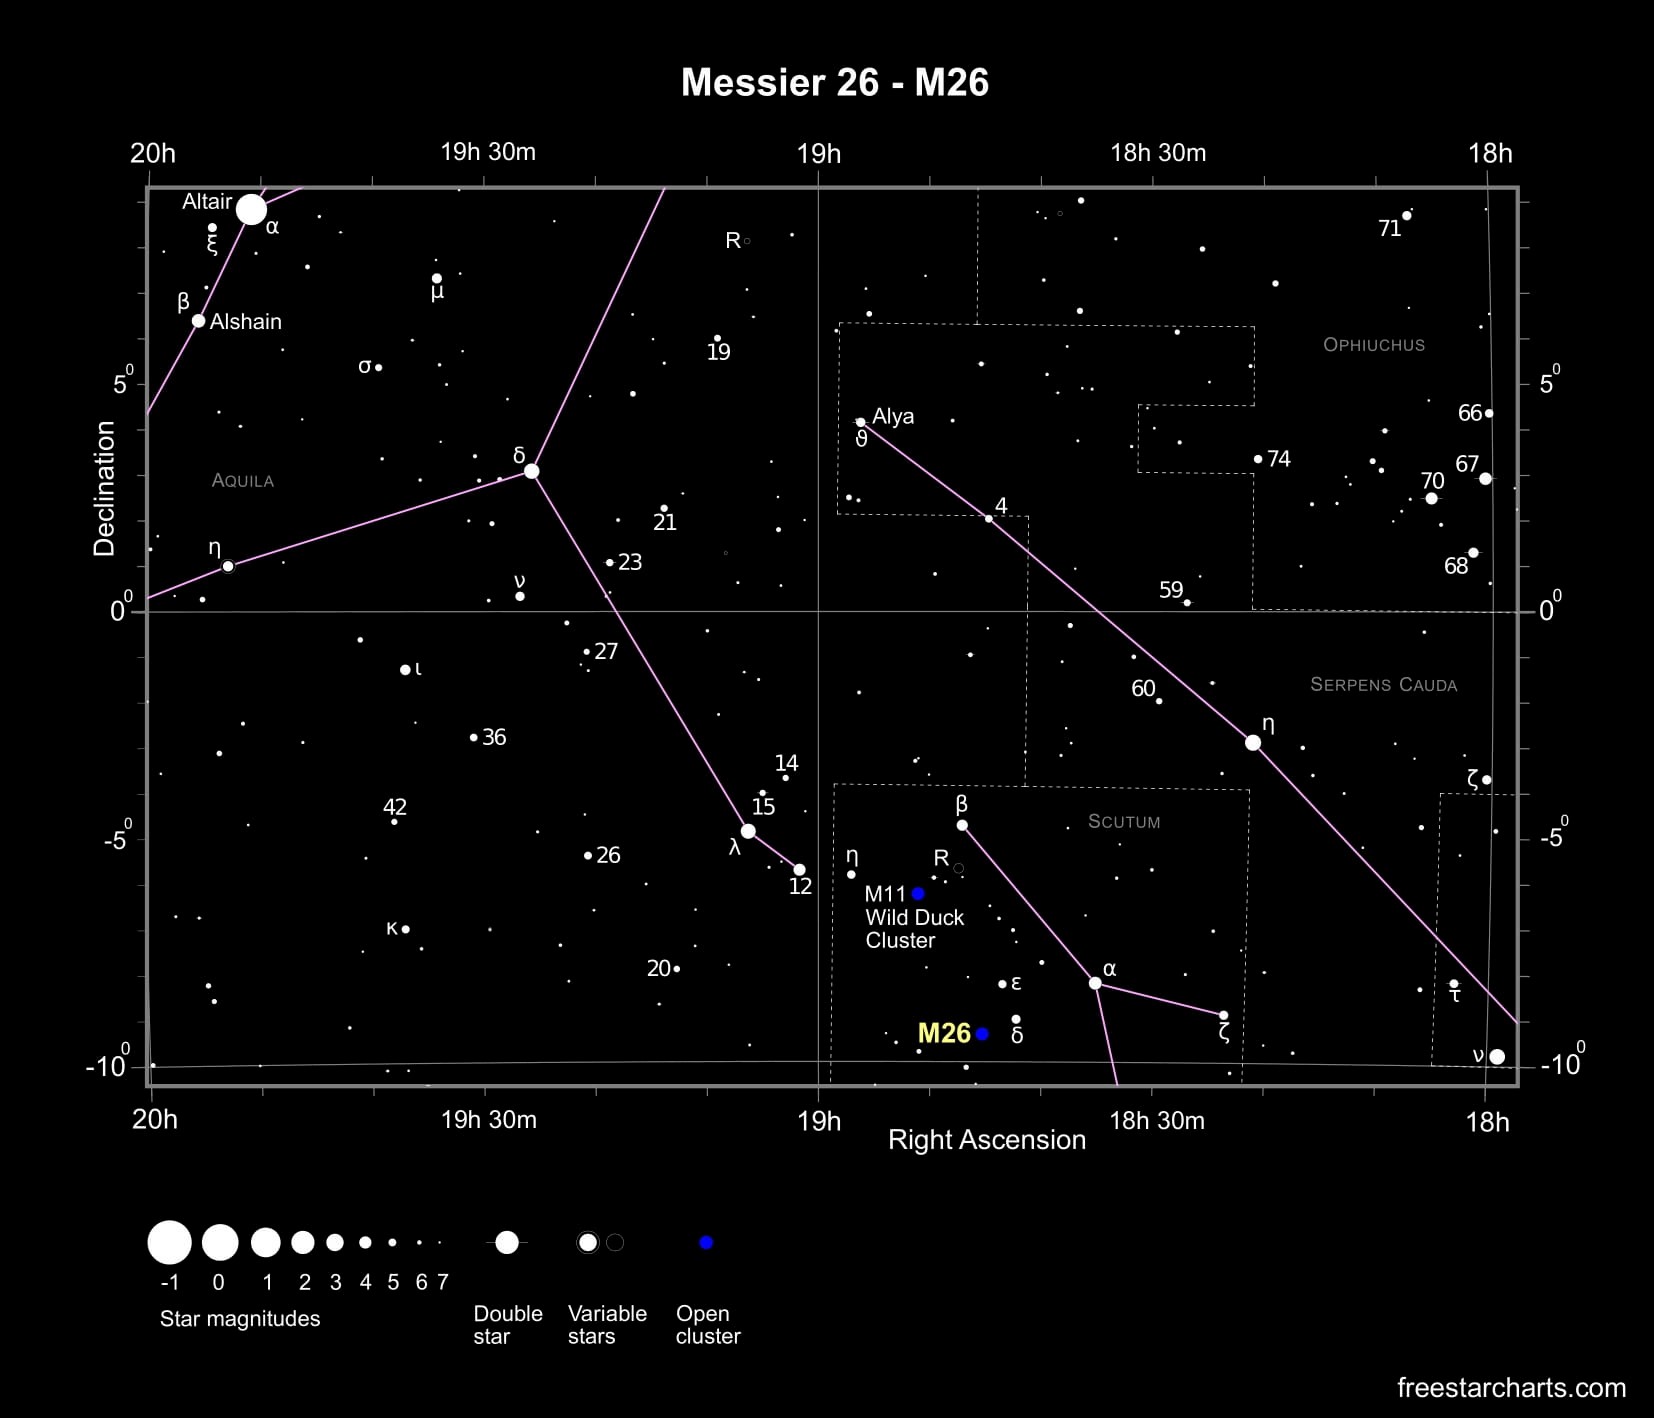 Messier 26 - M26
20h
19h 30m
19h
18h 30m
18h
Altair
α
ξ
R
71
μ
β
Alshain
OPHIUCHUS
19
σ
5⁰
5⁰
Alya
ϑ
66
δ
74
67
AQUILA
70
4
21
η
23
68
ν
59
0⁰
0⁰
27
ι
60
SERPENS CAUDA
η
36
14
ζ
42
15
β
SCUTUM
-5⁰
-5⁰
λ
26
12
η
R
M11
Wild Duck
Cluster
κ
20
α
ε
τ
M26
δ
ζ
ν
-10⁰
-10⁰
Declination
20h
19h 30m
19h
18h 30m
18h
Right Ascension
-1 0 1 2 3 4 5 6 7
Star magnitudes
Double
star
Variable
stars
Open
cluster
freestarcharts.com